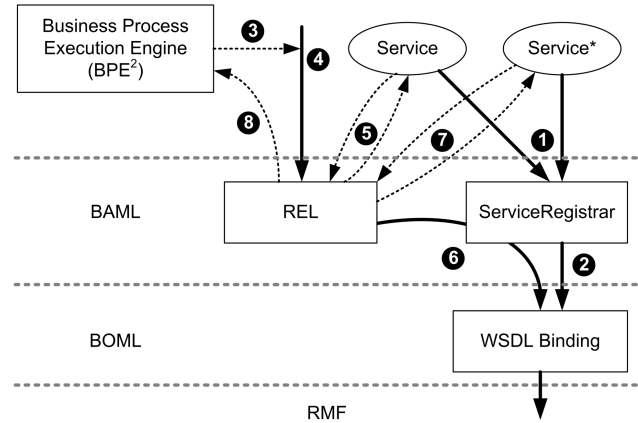 Business Process
Execution Engine
(BPE²)
3
4
Service
Service*
8
5
7
1
BAML
REL
ServiceRegistrar
6
2
BOML
WSDL Binding
RMF